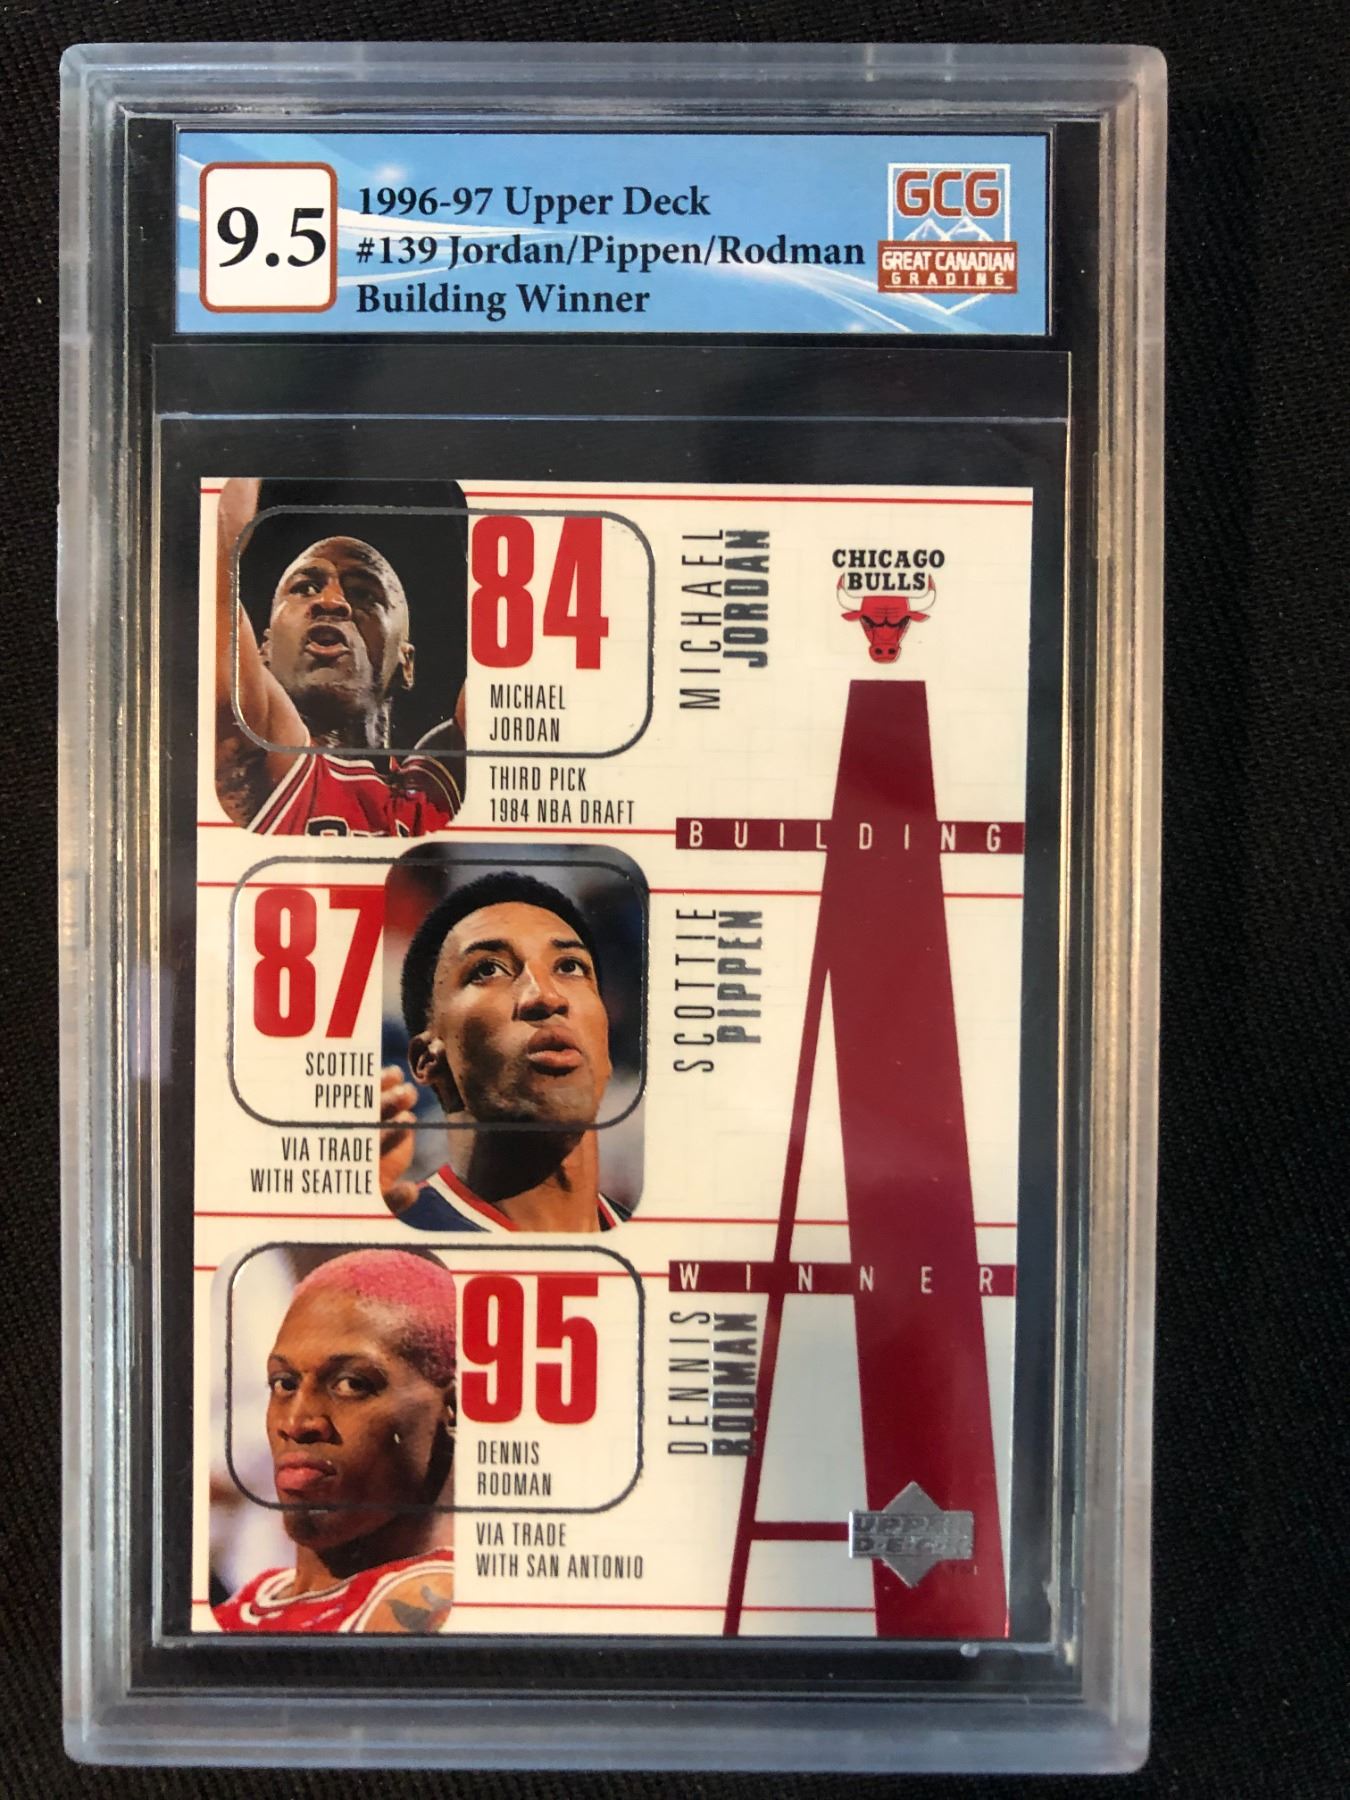 9.5
1996-97 Upper Deck
#139 Jordan/Pippen/Rodman
Building Winner
GCG
GREAT CANADIAN
GRADING
84
MICHAEL
JORDAN
THIRD PICK
1984 NBA DRAFT
MICHAEL
JORDAN
CHICAGO
BULLS
BUILDING
A
87
SCOTTIE
PIPPEN
VIA TRADE
WITH SEATTLE
SCOTTIE
PIPPEN
WINNER
95
DENNIS
RODMAN
VIA TRADE
WITH SAN ANTONIO
DENNIS
RODMAN
UPPER
DECK